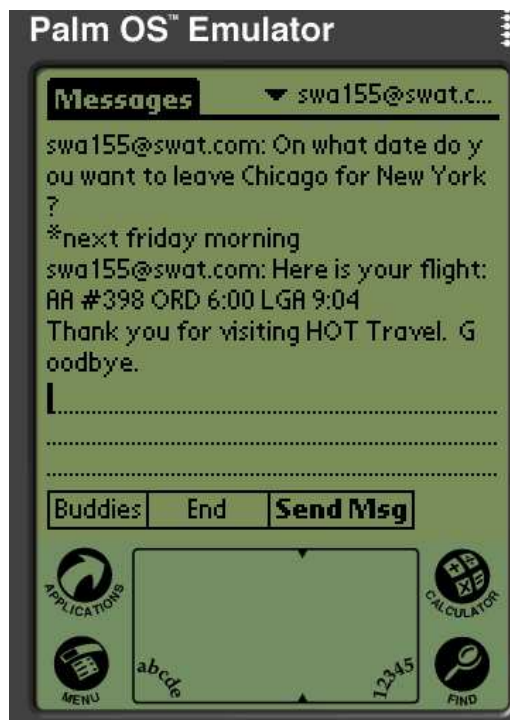 Palm OS™ Emulator
Messages
swa155@swat.c...
swa155@swat.com: On what date do y
ou want to leave Chicago for New York
?
*next friday morning
swa155@swat.com: Here is your flight:
AA #398 ORD 6:00 LGA 9:04
Thank you for visiting HOT Travel. G
oodbye.
Buddies
End
Send Msg
APPLICATIONS
CALCULATOR
abcde
12345
MENU
FIND